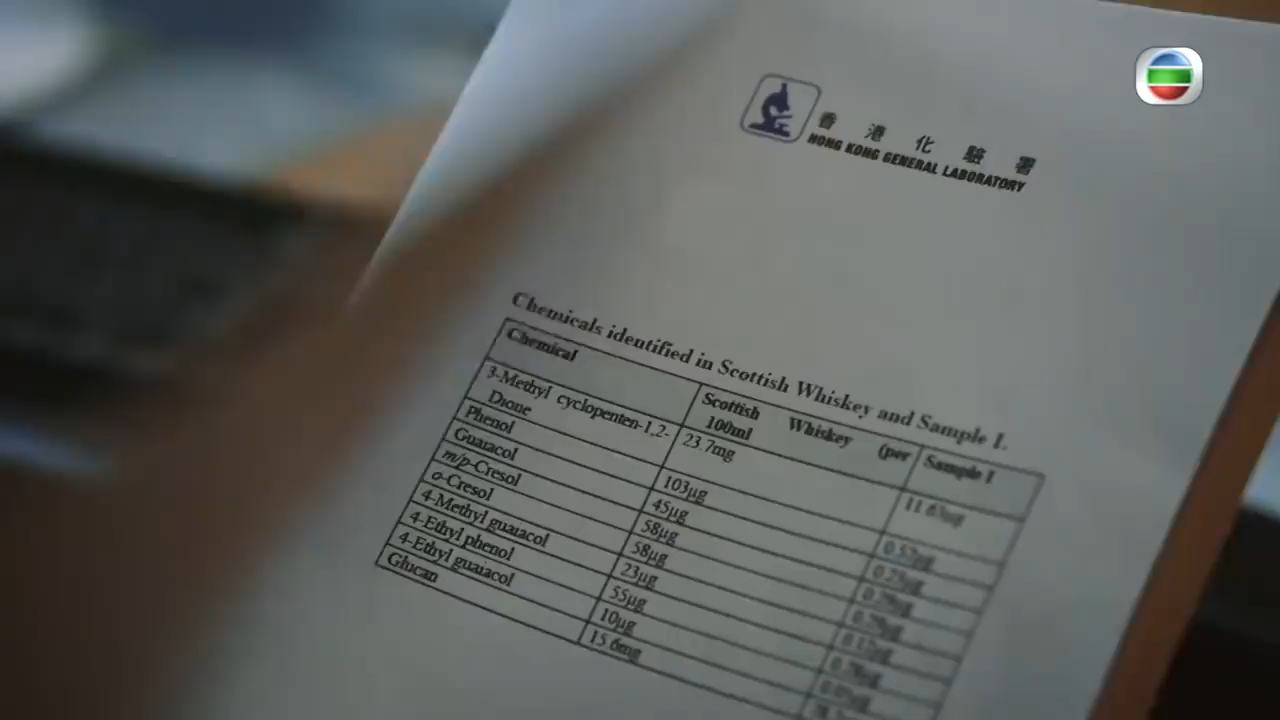 香港化驗署
HONG KONG GENERAL LABORATORY
Chemicals identified in Scottish Whiskey and Sample I.
Chemical
Scottish Whiskey (per
100ml
Sample I
3-Methyl cyclopenten-1,2-
Dione
23.7mg
Phenol
103μg
Guaiacol
45μg
m/p-Cresol
58μg
o-Cresol
58μg
4-Methyl guaiacol
23μg
4-Ethyl phenol
55μg
4-Ethyl guaiacol
10μg
Glucan
15.6mg